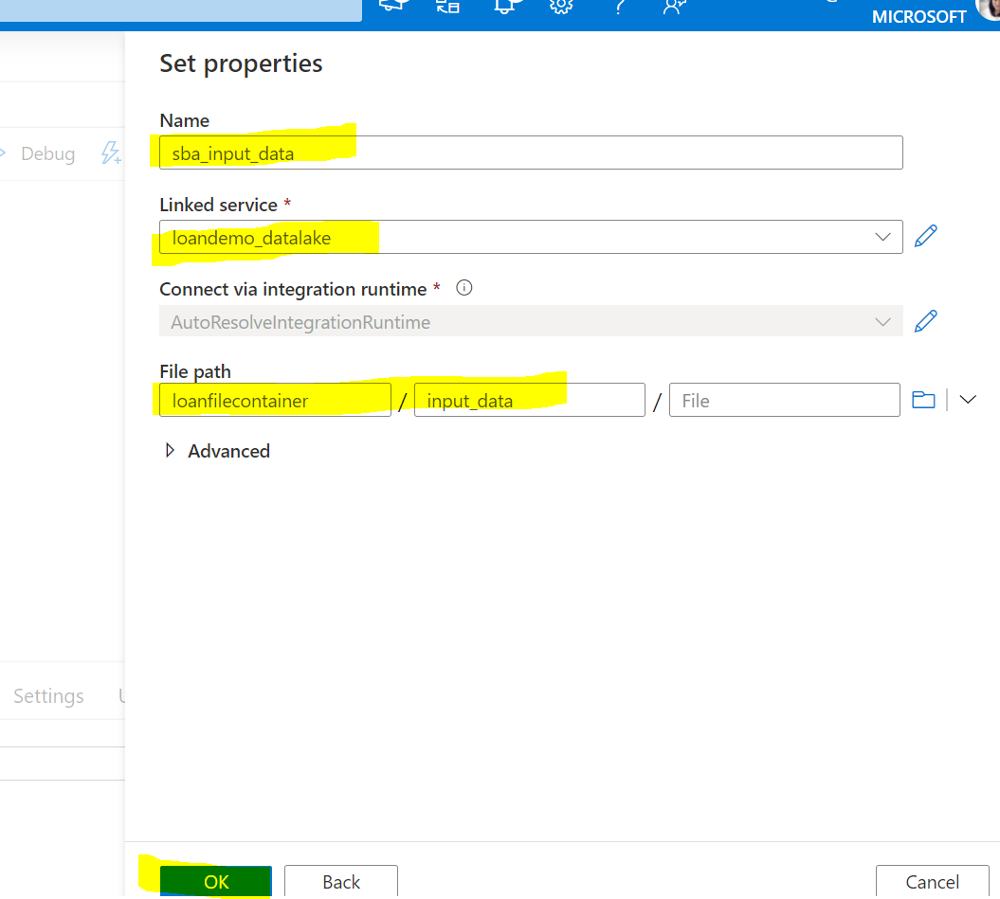 MICROSOFT
Set properties
Name
Debug
sba_input_data
Linked service *
loandemo_datalake
Connect via integration runtime *
AutoResolveIntegrationRuntime
File path
loanfilecontainer / input_data / File
Advanced
Settings
OK Back Cancel